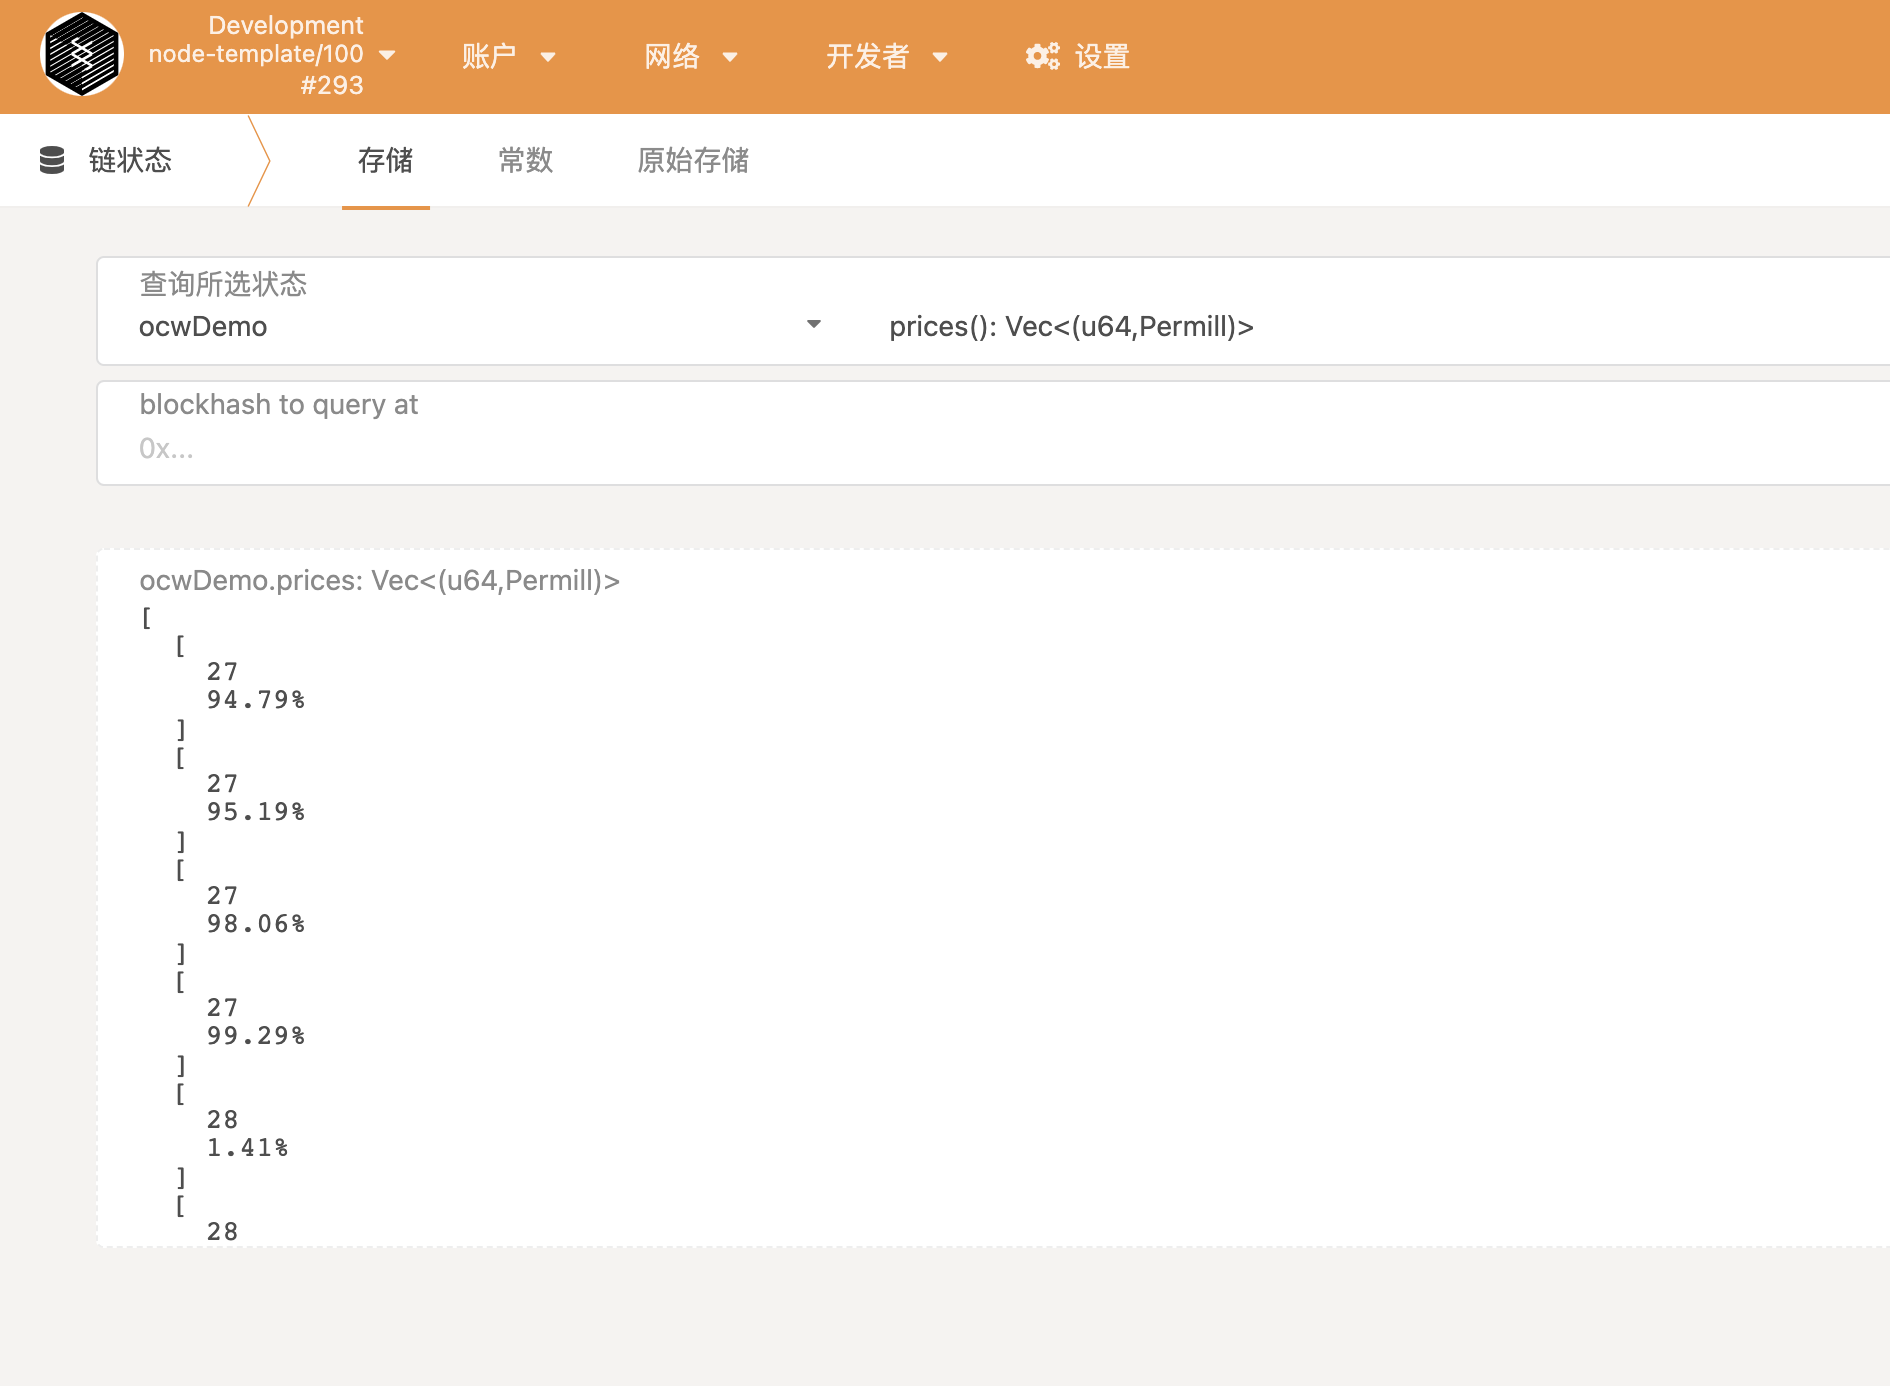 Development
node-template/100
#293
账户
网络
开发者
设置
链状态
存储
常数
原始存储
查询所选状态
ocwDemo
prices(): Vec<(u64,Permill)>
blockhash to query at
0x...
ocwDemo.prices: Vec<(u64,Permill)>
[
[
27
94.79%
]
[
27
95.19%
]
[
27
98.06%
]
[
27
99.29%
]
[
28
1.41%
]
[
28